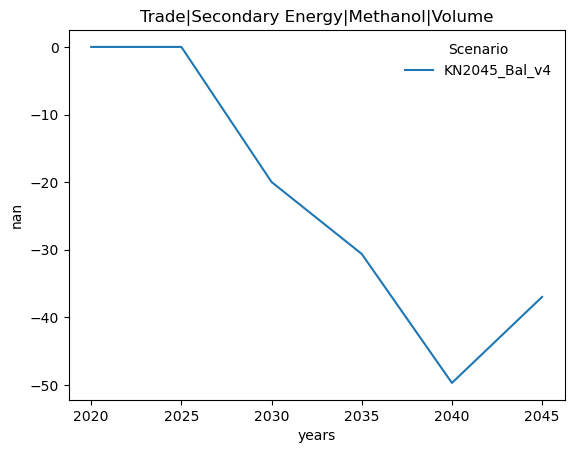 Trade|Secondary Energy|Methanol|Volume
Scenario
KN2045_Bal_v4
0
−10
−20
−30
−40
−50
nan
2020 2025 2030 2035 2040 2045
years